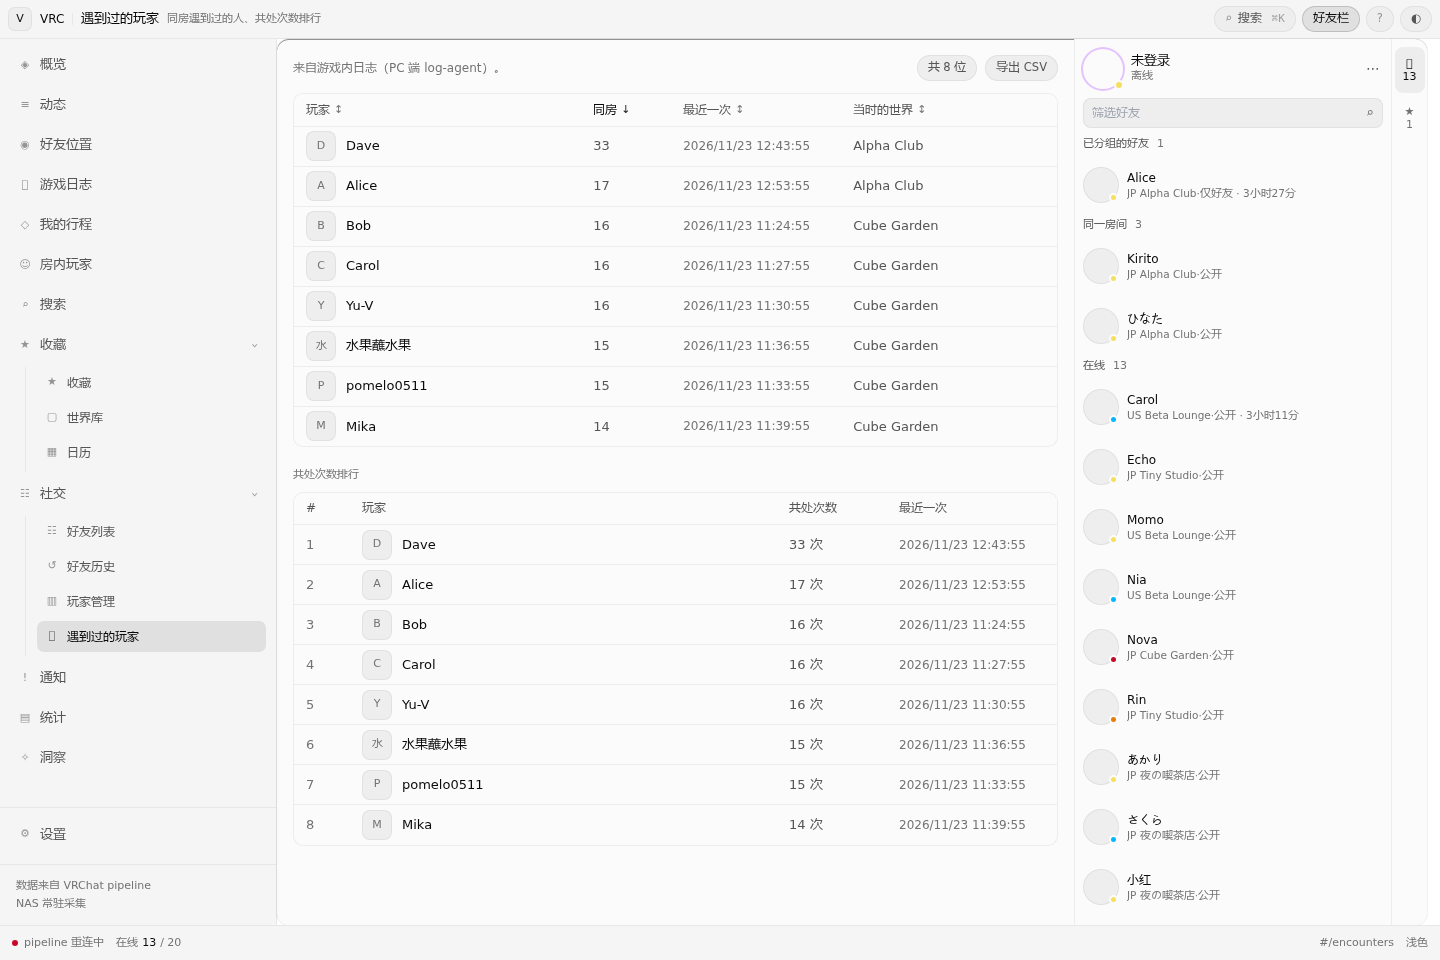 V VRC 遇到过的玩家 同房遇到过的人、共处次数排行
搜索 ⌘K 好友栏 ?
概览
动态
好友位置
游戏日志
我的行程
房内玩家
搜索
收藏
收藏
世界库
日历
社交
好友列表
好友历史
玩家管理
遇到过的玩家
通知
统计
洞察
设置
数据来自 VRChat pipeline
NAS 常驻采集
来自游戏内日志（PC 端 log-agent）。 共 8 位 导出 CSV
玩家 ↕ 同房 ↓ 最近一次 ↕ 当时的世界 ↕
D Dave 33 2026/11/23 12:43:55 Alpha Club
A Alice 17 2026/11/23 12:53:55 Alpha Club
B Bob 16 2026/11/23 11:24:55 Cube Garden
C Carol 16 2026/11/23 11:27:55 Cube Garden
Y Yu-V 16 2026/11/23 11:30:55 Cube Garden
水 水果蘸水果 15 2026/11/23 11:36:55 Cube Garden
P pomelo0511 15 2026/11/23 11:33:55 Cube Garden
M Mika 14 2026/11/23 11:39:55 Cube Garden
共处次数排行
# 玩家 共处次数 最近一次
1 D Dave 33 次 2026/11/23 12:43:55
2 A Alice 17 次 2026/11/23 12:53:55
3 B Bob 16 次 2026/11/23 11:24:55
4 C Carol 16 次 2026/11/23 11:27:55
5 Y Yu-V 16 次 2026/11/23 11:30:55
6 水 水果蘸水果 15 次 2026/11/23 11:36:55
7 P pomelo0511 15 次 2026/11/23 11:33:55
8 M Mika 14 次 2026/11/23 11:39:55
未登录 ⋯
离线
筛选好友
已分组的好友 1
Alice
JP Alpha Club·仅好友 · 3小时27分
同一房间 3
Kirito
JP Alpha Club·公开
ひなた
JP Alpha Club·公开
在线 13
Carol
US Beta Lounge·公开 · 3小时11分
Echo
JP Tiny Studio·公开
Momo
US Beta Lounge·公开
Nia
US Beta Lounge·公开
Nova
JP Cube Garden·公开
Rin
JP Tiny Studio·公开
あかり
JP 夜の喫茶店·公开
さくら
JP 夜の喫茶店·公开
小红
JP 夜の喫茶店·公开
13
★
1
pipeline 重连中 在线 13 / 20
#/encounters 浅色